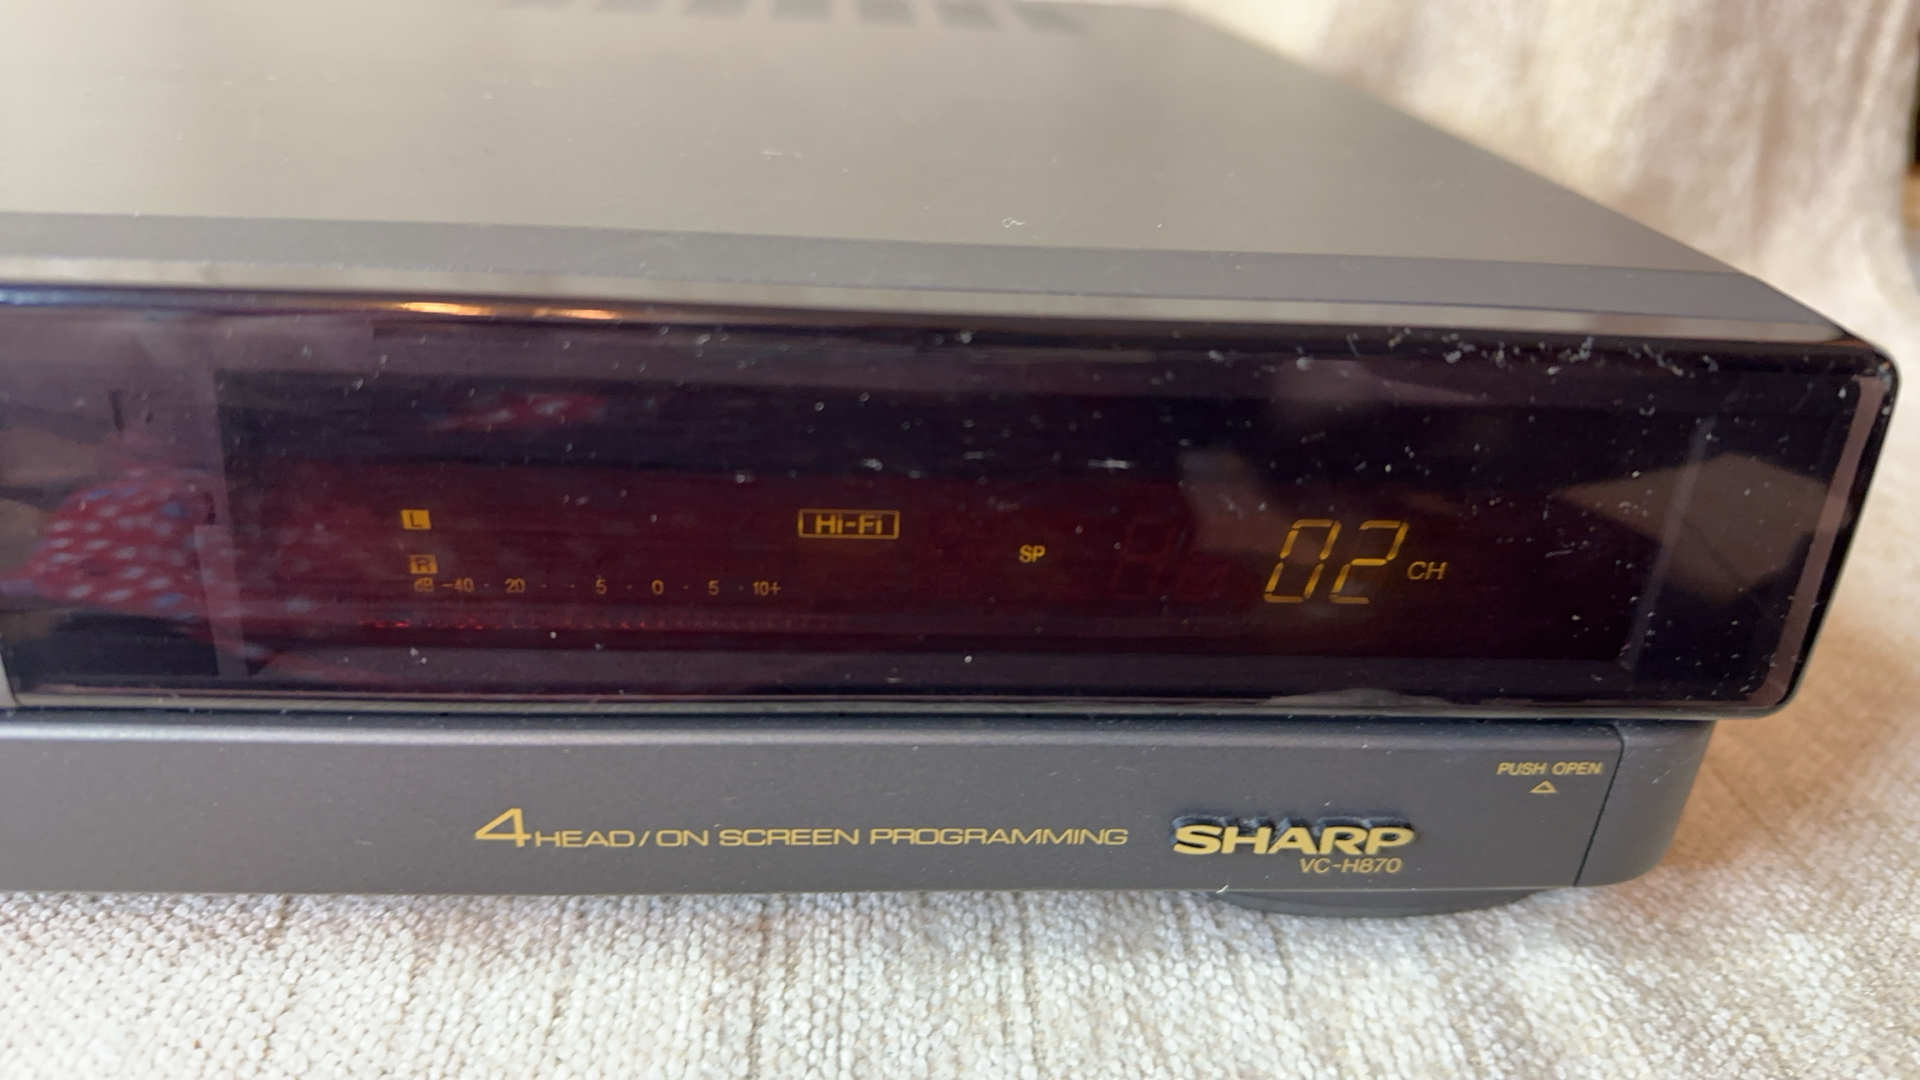 L
Hi-Fi
R
SP
02 CH
dB -40 · 20 · · 5 · 0 · 5 · 10+
PUSH OPEN
4 HEAD/ON SCREEN PROGRAMMING
SHARP
VC-H870